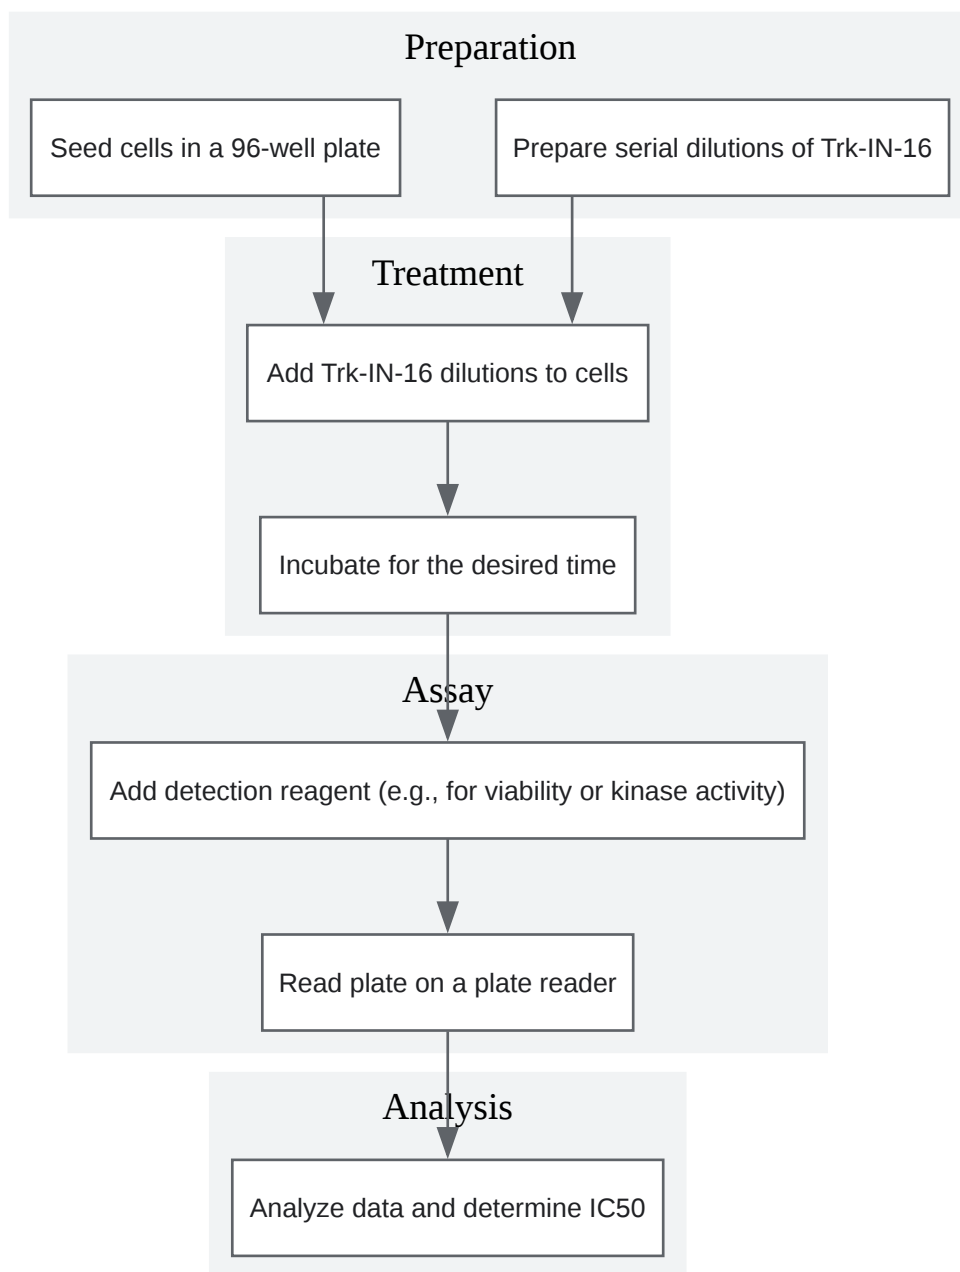 Preparation
Seed cells in a 96-well plate
Prepare serial dilutions of Trk-IN-16
Treatment
Add Trk-IN-16 dilutions to cells
Incubate for the desired time
Assay
Add detection reagent (e.g., for viability or kinase activity)
Read plate on a plate reader
Analysis
Analyze data and determine IC50